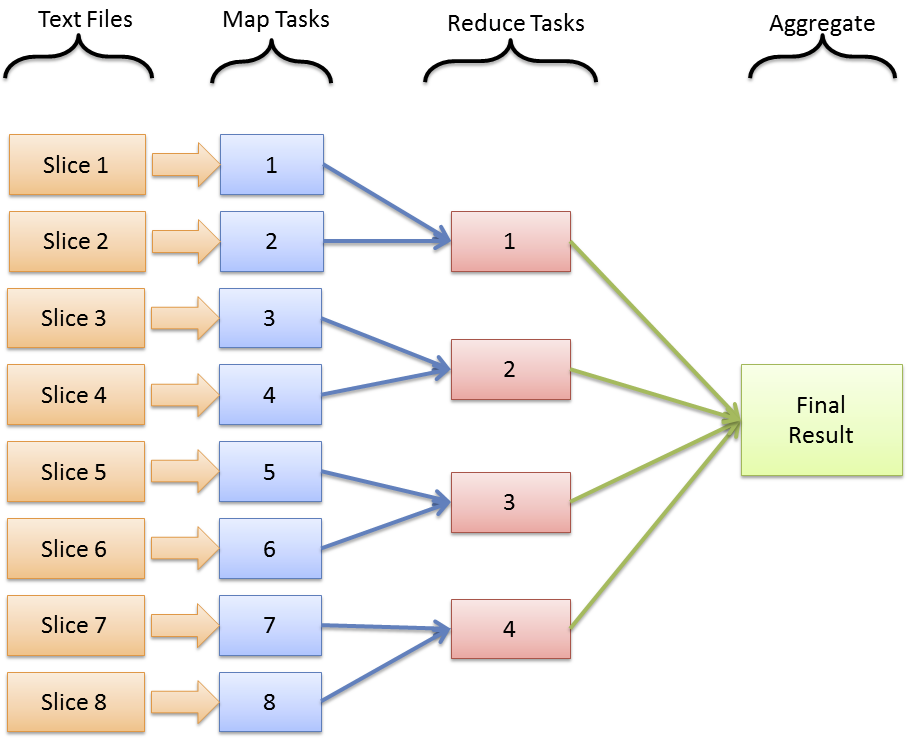 Text Files
Map Tasks
Reduce Tasks
Aggregate
Slice 1
1
Slice 2
2
1
Slice 3
3
2
Slice 4
4
Final
Result
Slice 5
5
3
Slice 6
6
Slice 7
7
4
Slice 8
8